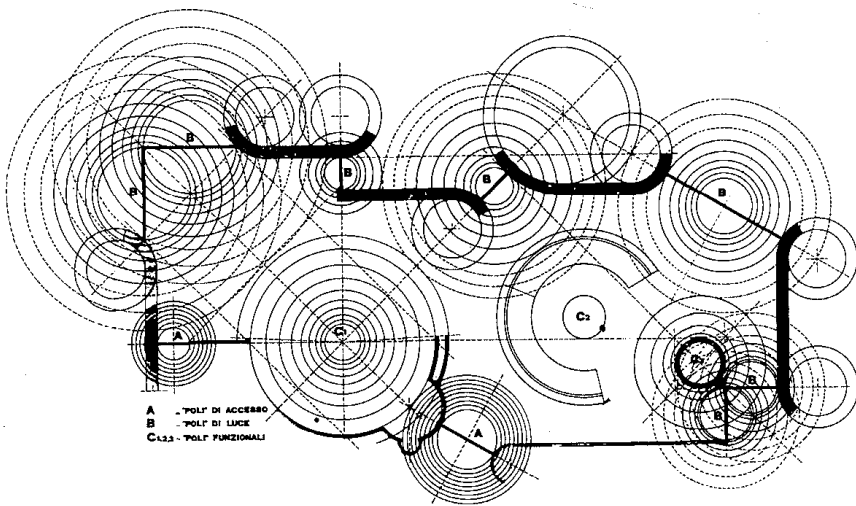 B
B
B
B
B
A
C1
C2
C3
B
B
A
A - "POLI" DI ACCESSO
B - "POLI" DI LUCE
C1,2,3 - "POLI" FUNZIONALI